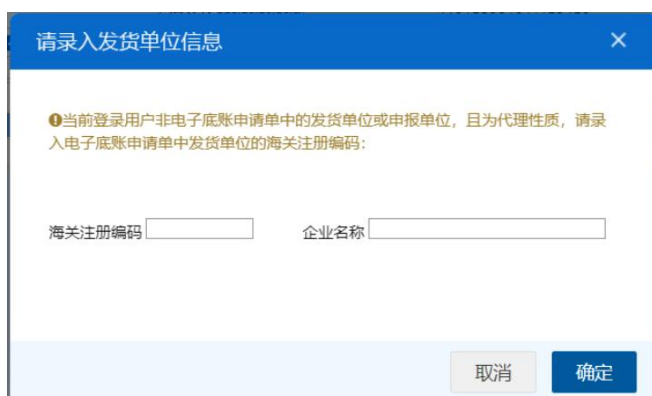 请录入发货单位信息
❶当前登录用户非电子底账申请单中的发货单位或申报单位，且为代理性质，请录
入电子底账申请单中发货单位的海关注册编码：
海关注册编码 企业名称
取消 确定